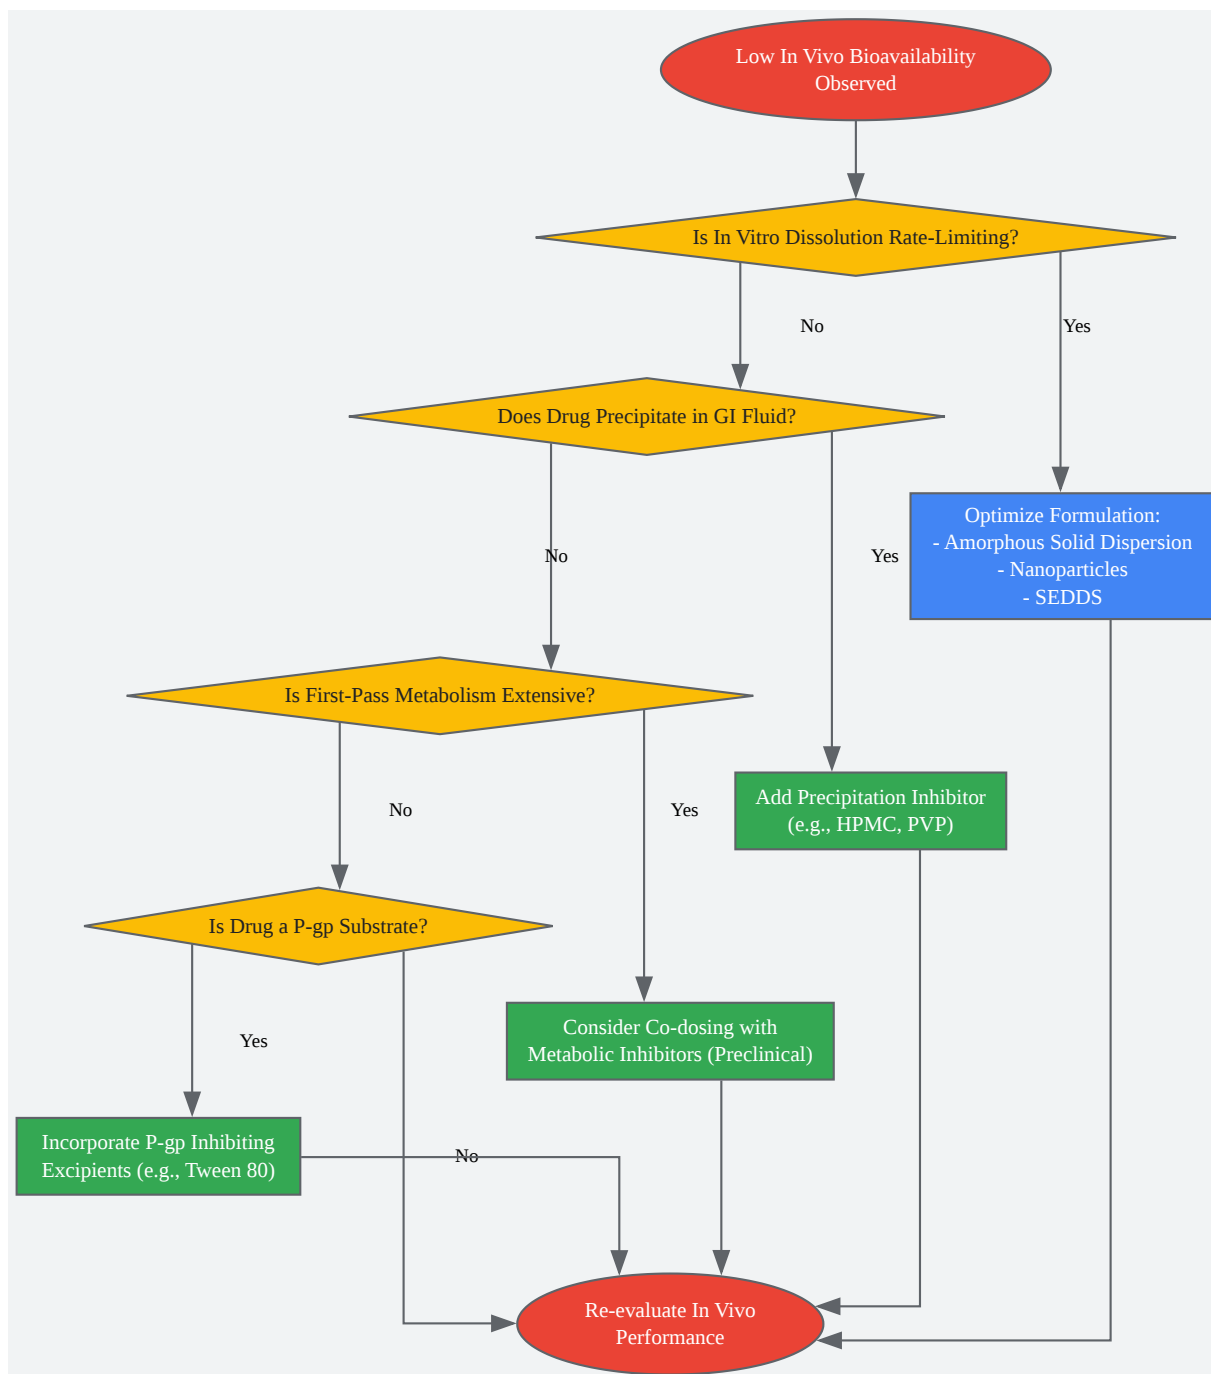 Low In Vivo Bioavailability
Observed
Is In Vitro Dissolution Rate-Limiting?
No
Yes
Does Drug Precipitate in GI Fluid?
Optimize Formulation:
- Amorphous Solid Dispersion
- Nanoparticles
- SEDDS
No
Yes
Is First-Pass Metabolism Extensive?
No
Yes
Add Precipitation Inhibitor
(e.g., HPMC, PVP)
Is Drug a P-gp Substrate?
Yes
Consider Co-dosing with
Metabolic Inhibitors (Preclinical)
Incorporate P-gp Inhibiting
Excipients (e.g., Tween 80)
No
Re-evaluate In Vivo
Performance